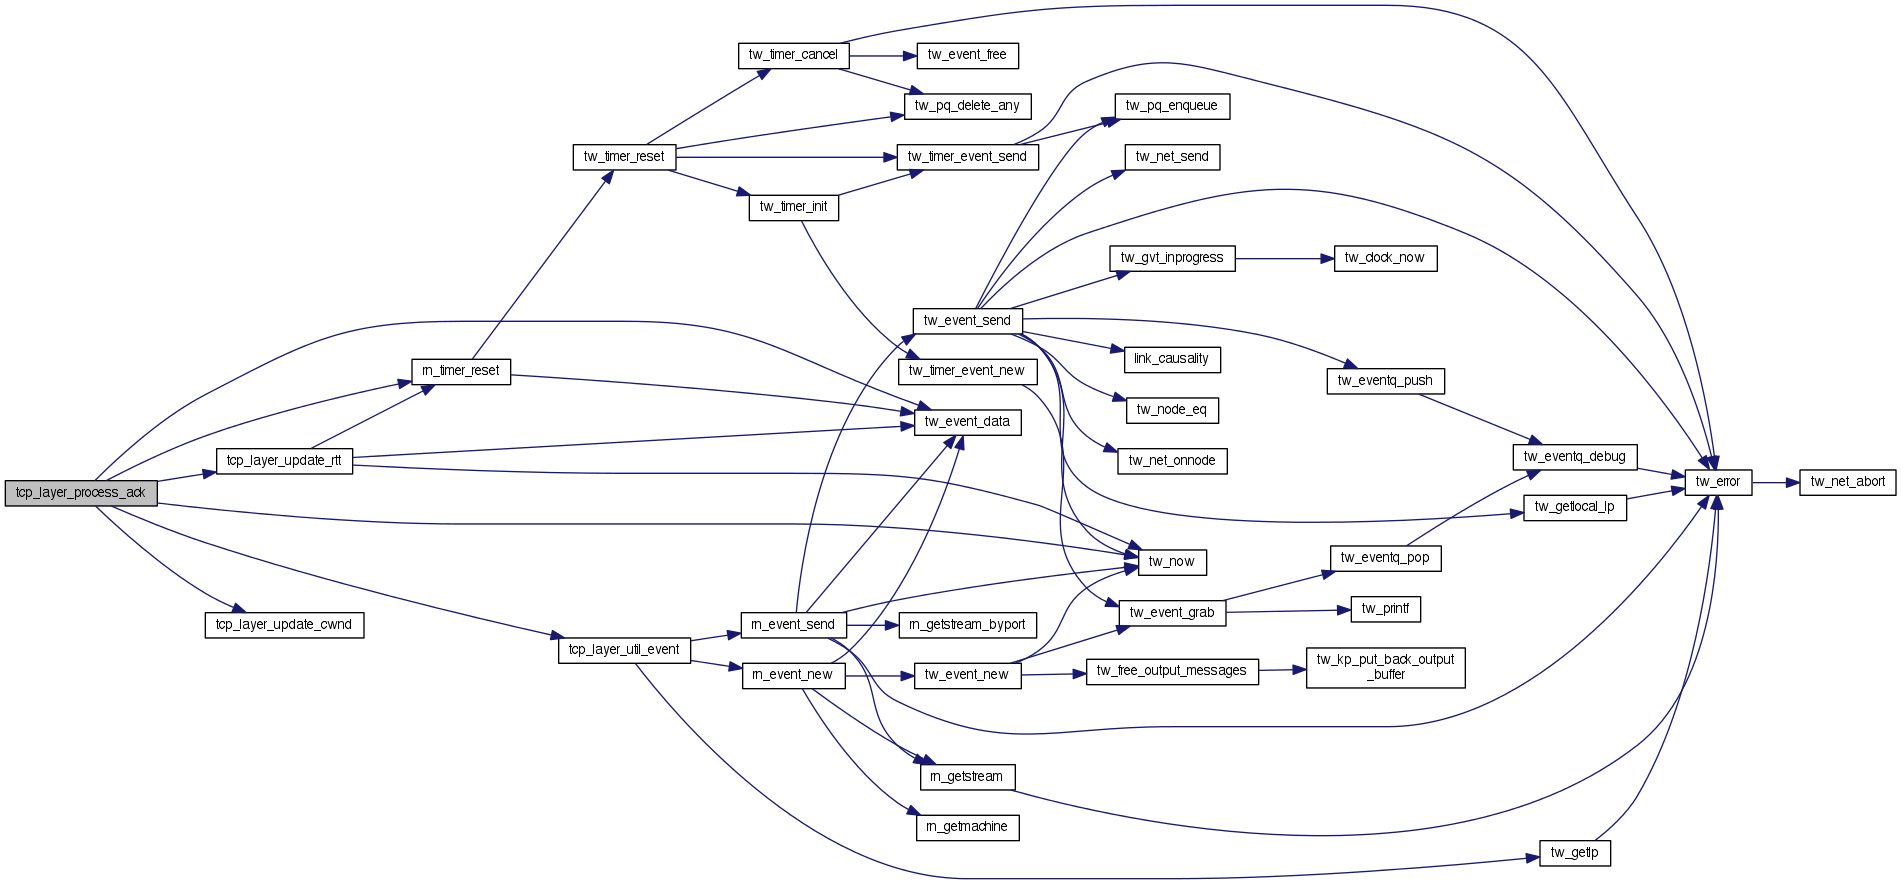 tw_timer_cancel
tw_event_free
tw_pq_delete_any
tw_pq_enqueue
tw_timer_reset
tw_timer_event_send
tw_net_send
tw_timer_init
tw_gvt_inprogress
tw_clock_now
tw_event_send
link_causality
rn_timer_reset
tw_timer_event_new
tw_eventq_push
tw_node_eq
tw_event_data
tcp_layer_update_rtt
tw_net_onnode
tw_eventq_debug
tcp_layer_process_ack
tw_error
tw_net_abort
tw_getlocal_lp
tw_now
tw_eventq_pop
tcp_layer_update_cwnd
rn_event_send
rn_getstream_byport
tw_event_grab
tw_printf
tcp_layer_util_event
rn_event_new
tw_event_new
tw_free_output_messages
tw_kp_put_back_output
_buffer
rn_getstream
rn_getmachine
tw_getlp